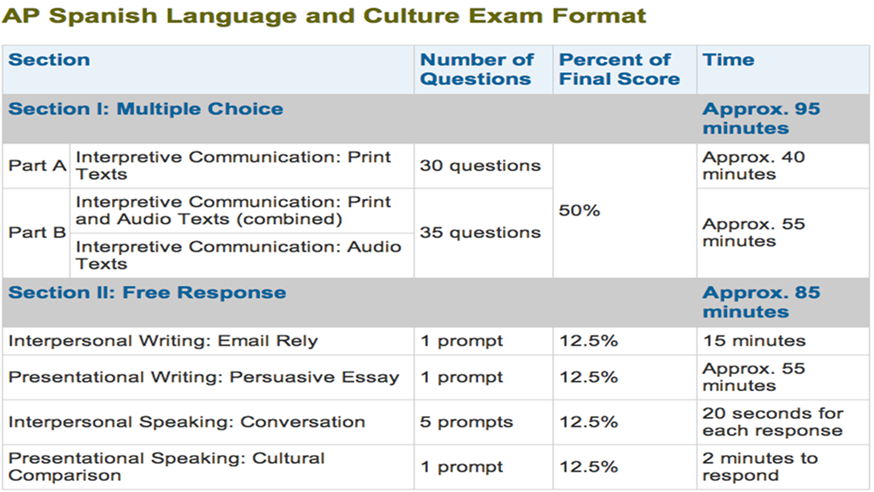 AP Spanish Language and Culture Exam Format
Section
Number of
Questions
Percent of
Final Score
Time
Section I: Multiple Choice
Approx. 95
minutes
Part A
Interpretive Communication: Print
Texts
30 questions
50%
Approx. 40
minutes
Part B
Interpretive Communication: Print
and Audio Texts (combined)
Interpretive Communication: Audio
Texts
35 questions
Approx. 55
minutes
Section II: Free Response
Approx. 85
minutes
Interpersonal Writing: Email Rely
1 prompt
12.5%
15 minutes
Presentational Writing: Persuasive Essay
1 prompt
12.5%
Approx. 55
minutes
Interpersonal Speaking: Conversation
5 prompts
12.5%
20 seconds for
each response
Presentational Speaking: Cultural
Comparison
1 prompt
12.5%
2 minutes to
respond